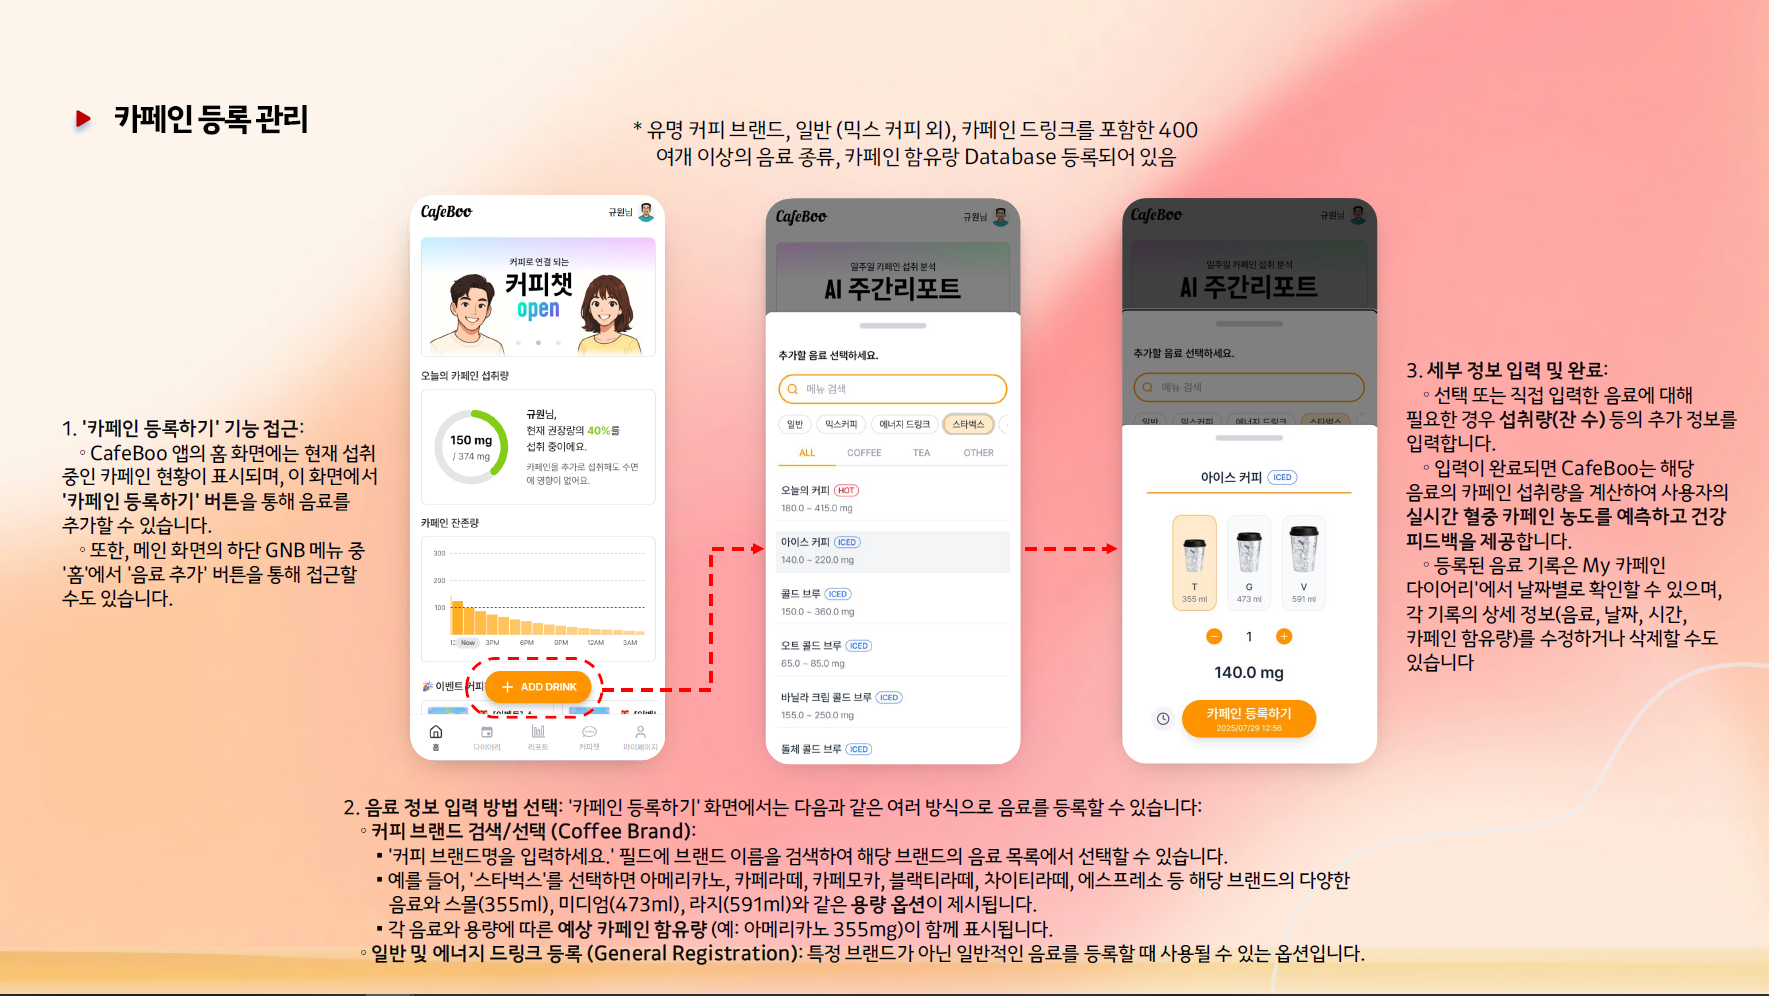 카페인 등록 관리
* 유명 커피 브랜드, 일반 (믹스 커피 외), 카페인 드링크를 포함한 400
여개 이상의 음료 종류, 카페인 함유량 Database 등록되어 있음
1. '카페인 등록하기' 기능 접근:
◦ CafeBoo 앱의 홈 화면에는 현재 섭취
중인 카페인 현황이 표시되며, 이 화면에서
'카페인 등록하기' 버튼을 통해 음료를
추가할 수 있습니다.
◦ 또한, 메인 화면의 하단 GNB 메뉴 중
'홈'에서 '음료 추가' 버튼을 통해 접근할
수도 있습니다.
CafeBoo
규원님
커피로 연결 되는
커피챗
open
오늘의 카페인 섭취량
150 mg
/ 374 mg
규원님,
현재 권장량의 40%를
섭취 중이에요.
카페인을 추가로 섭취해도 수면
에 영향이 없어요.
카페인 잔존량
300
200
100
12 Now 3PM 6PM 9PM 12AM 3AM
이벤트 커피
+ ADD DRINK
홈 다이어리 리포트 커피챗 마이페이지
CafeBoo
규원님
일주일 카페인 섭취 분석
AI 주간리포트
추가할 음료 선택하세요.
메뉴 검색
일반 믹스커피 에너지 드링크 스타벅스
ALL COFFEE TEA OTHER
오늘의 커피 HOT
180.0 ~ 415.0 mg
아이스 커피 ICED
140.0 ~ 220.0 mg
콜드 브루 ICED
150.0 ~ 360.0 mg
오트 콜드 브루 ICED
65.0 ~ 85.0 mg
바닐라 크림 콜드 브루 ICED
155.0 ~ 250.0 mg
돌체 콜드 브루 ICED
CafeBoo
규원님
일주일 카페인 섭취 분석
AI 주간리포트
추가할 음료 선택하세요.
메뉴 검색
일반 믹스커피 에너지 드링크 스타벅스
아이스 커피 ICED
T G V
355 ml 473 ml 591 ml
− 1 +
140.0 mg
카페인 등록하기
2025/07/29 12:56
3. 세부 정보 입력 및 완료:
◦ 선택 또는 직접 입력한 음료에 대해
필요한 경우 섭취량(잔 수) 등의 추가 정보를
입력합니다.
◦ 입력이 완료되면 CafeBoo는 해당
음료의 카페인 섭취량을 계산하여 사용자의
실시간 혈중 카페인 농도를 예측하고 건강
피드백을 제공합니다.
◦ 등록된 음료 기록은 My 카페인
다이어리'에서 날짜별로 확인할 수 있으며,
각 기록의 상세 정보(음료, 날짜, 시간,
카페인 함유량)를 수정하거나 삭제할 수도
있습니다
2. 음료 정보 입력 방법 선택: '카페인 등록하기' 화면에서는 다음과 같은 여러 방식으로 음료를 등록할 수 있습니다:
◦ 커피 브랜드 검색/선택 (Coffee Brand):
▪ '커피 브랜드명을 입력하세요.' 필드에 브랜드 이름을 검색하여 해당 브랜드의 음료 목록에서 선택할 수 있습니다.
▪ 예를 들어, '스타벅스'를 선택하면 아메리카노, 카페라떼, 카페모카, 블랙티라떼, 차이티라떼, 에스프레소 등 해당 브랜드의 다양한
음료와 스몰(355ml), 미디엄(473ml), 라지(591ml)와 같은 용량 옵션이 제시됩니다.
▪ 각 음료와 용량에 따른 예상 카페인 함유량 (예: 아메리카노 355mg)이 함께 표시됩니다.
◦ 일반 및 에너지 드링크 등록 (General Registration): 특정 브랜드가 아닌 일반적인 음료를 등록할 때 사용될 수 있는 옵션입니다.